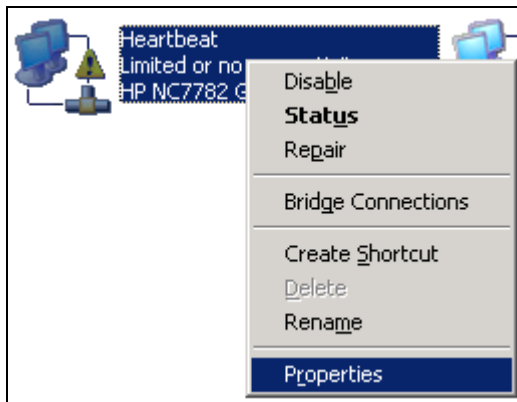 Heartbeat
Limited or no
HP NC7782 G
Disable
Status
Repair
Bridge Connections
Create Shortcut
Delete
Rename
Properties